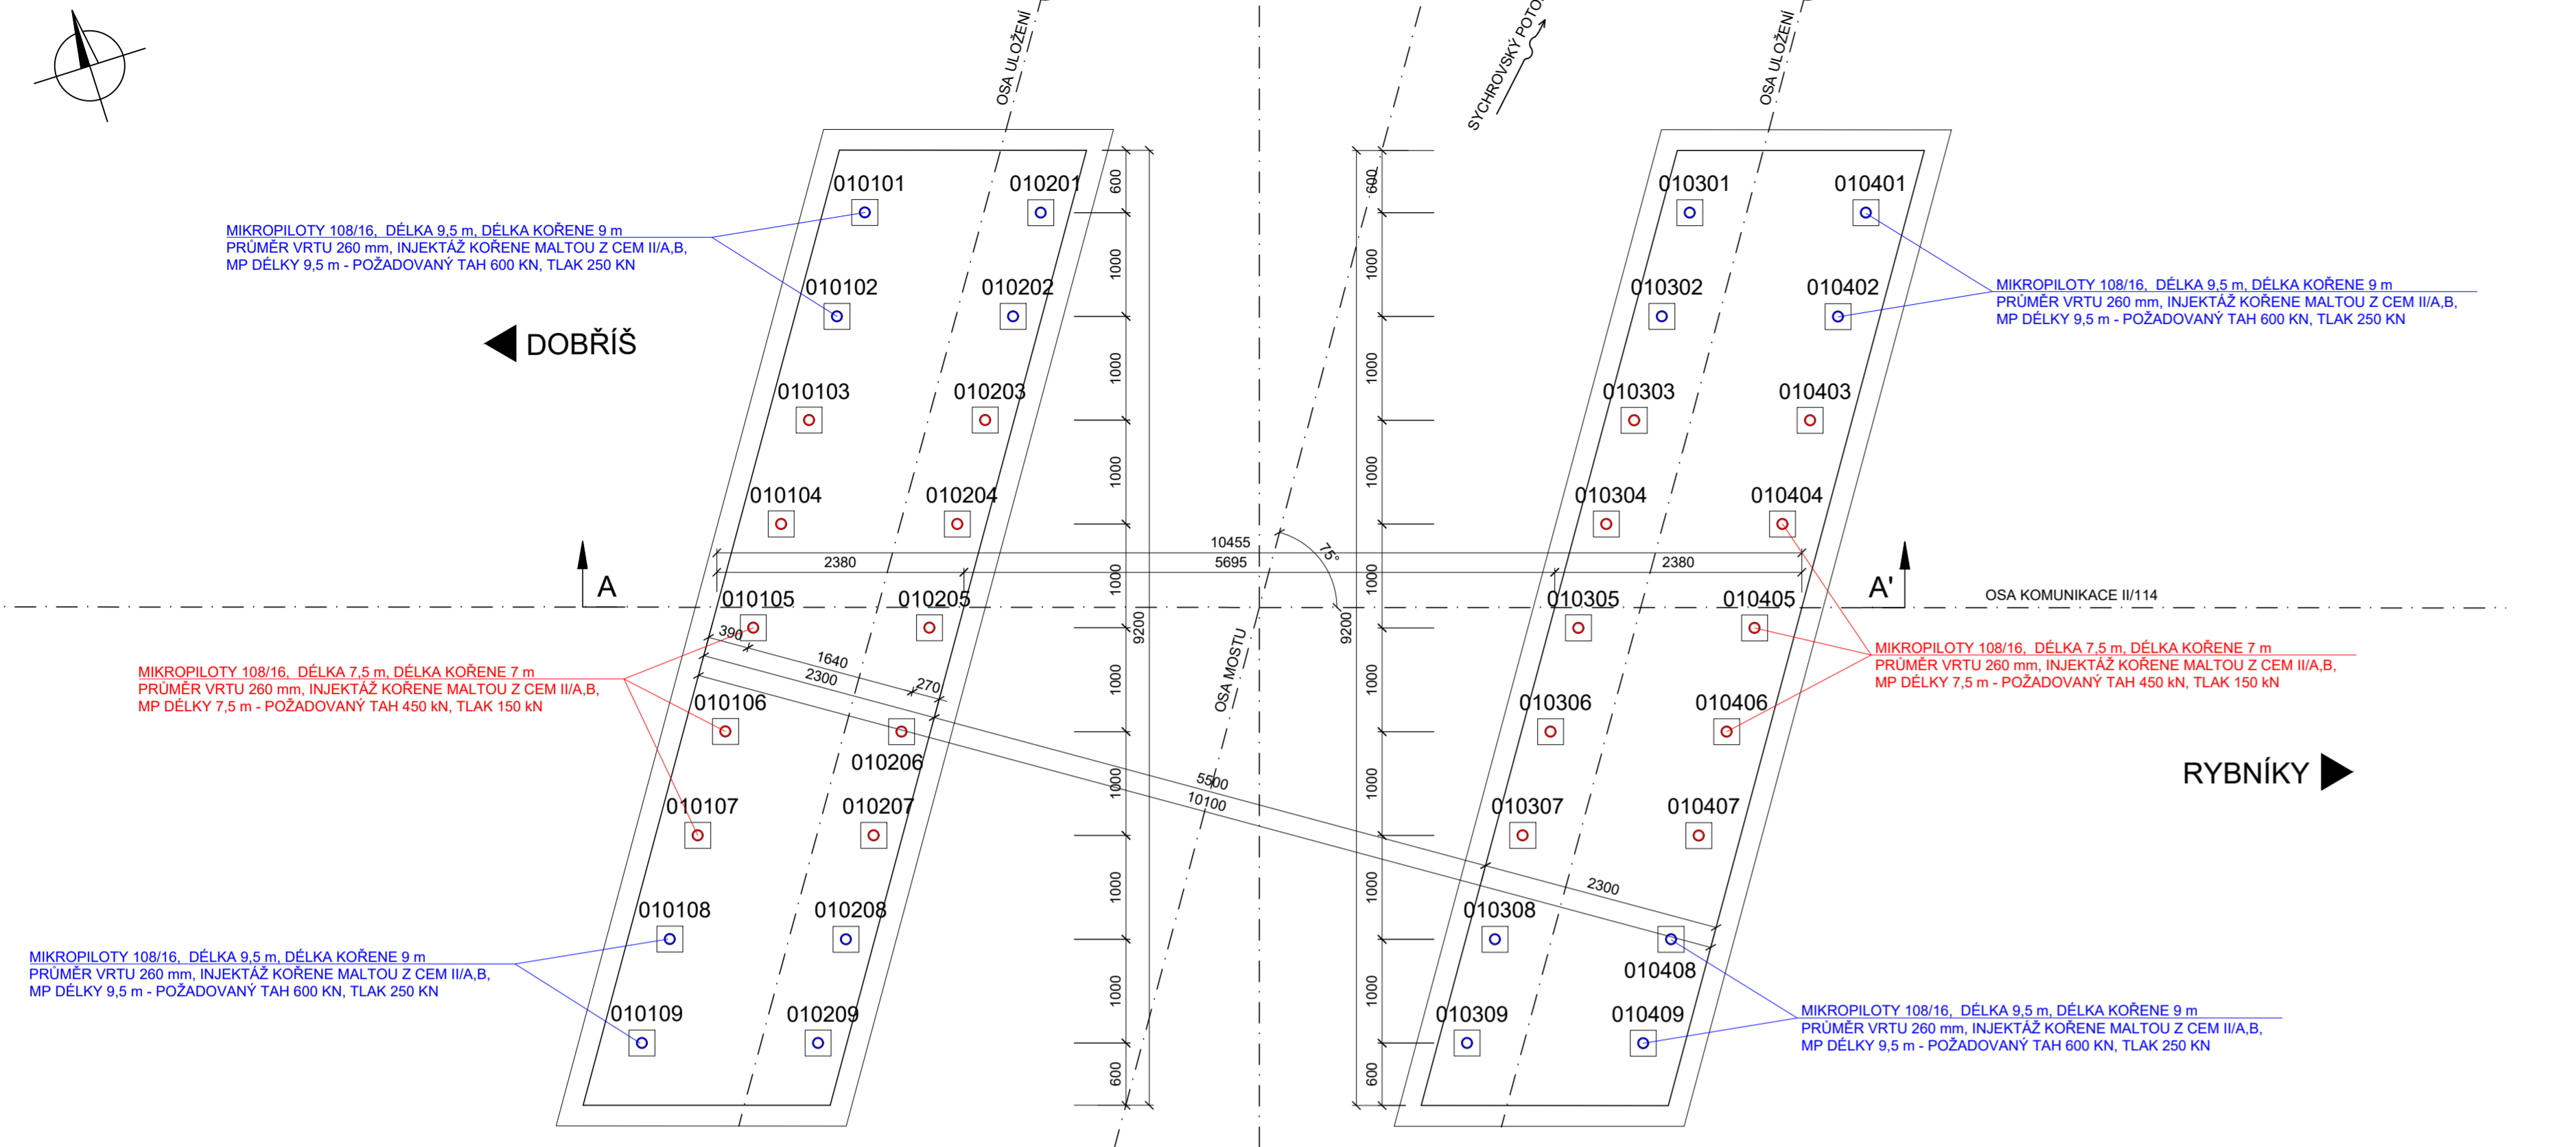 OSA ULOŽENÍ
SYCHROVSKÝ
OSA ULOŽENÍ
010101
010201
600
600
010301
010401
MIKROPILOTY 108/16, DÉLKA 9,5 m, DÉLKA KOŘENE 9 m
PRŮMĚR VRTU 260 mm, INJEKTÁŽ KOŘENE MALTOU Z CEM II/A,B,
MP DÉLKY 9,5 m - POŽADOVANÝ TAH 600 KN, TLAK 250 KN
1000
1000
010102
010202
010302
010402
MIKROPILOTY 108/16, DÉLKA 9,5 m, DÉLKA KOŘENE 9 m
PRŮMĚR VRTU 260 mm, INJEKTÁŽ KOŘENE MALTOU Z CEM II/A,B,
MP DÉLKY 9,5 m - POŽADOVANÝ TAH 600 KN, TLAK 250 KN
DOBŘÍŠ
1000
1000
010103
010203
010303
010403
1000
1000
010104
010204
010304
010404
10455
75°
2380
5695
2380
1000
1000
A
A'
010105
010205
010305
010405
OSA KOMUNIKACE II/114
9200
9200
390
1640
2300
270
OSA MOSTU
1000
1000
MIKROPILOTY 108/16, DÉLKA 7,5 m, DÉLKA KOŘENE 7 m
PRŮMĚR VRTU 260 mm, INJEKTÁŽ KOŘENE MALTOU Z CEM II/A,B,
MP DÉLKY 7,5 m - POŽADOVANÝ TAH 450 kN, TLAK 150 kN
MIKROPILOTY 108/16, DÉLKA 7,5 m, DÉLKA KOŘENE 7 m
PRŮMĚR VRTU 260 mm, INJEKTÁŽ KOŘENE MALTOU Z CEM II/A,B,
MP DÉLKY 7,5 m - POŽADOVANÝ TAH 450 kN, TLAK 150 kN
010106
010206
010306
010406
RYBNÍKY
1000
5500
10100
1000
010107
010207
010307
010407
1000
1000
2300
010108
010208
010308
010408
MIKROPILOTY 108/16, DÉLKA 9,5 m, DÉLKA KOŘENE 9 m
PRŮMĚR VRTU 260 mm, INJEKTÁŽ KOŘENE MALTOU Z CEM II/A,B,
MP DÉLKY 9,5 m - POŽADOVANÝ TAH 600 KN, TLAK 250 KN
1000
1000
010109
010209
010309
010409
MIKROPILOTY 108/16, DÉLKA 9,5 m, DÉLKA KOŘENE 9 m
PRŮMĚR VRTU 260 mm, INJEKTÁŽ KOŘENE MALTOU Z CEM II/A,B,
MP DÉLKY 9,5 m - POŽADOVANÝ TAH 600 KN, TLAK 250 KN
600
600